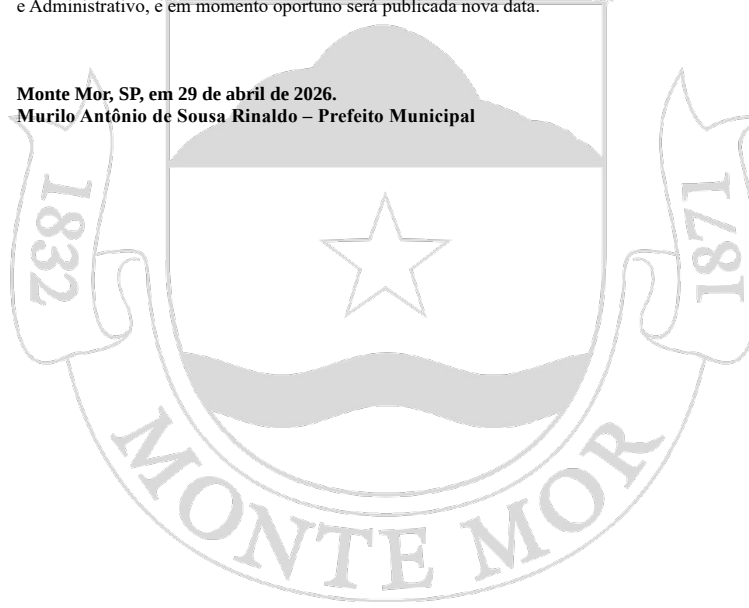 e Administrativo, e em momento oportuno será publicada nova data.
Monte Mor, SP, em 29 de abril de 2026.
Murilo Antônio de Sousa Rinaldo – Prefeito Municipal
1832
1871
MONTE MOR